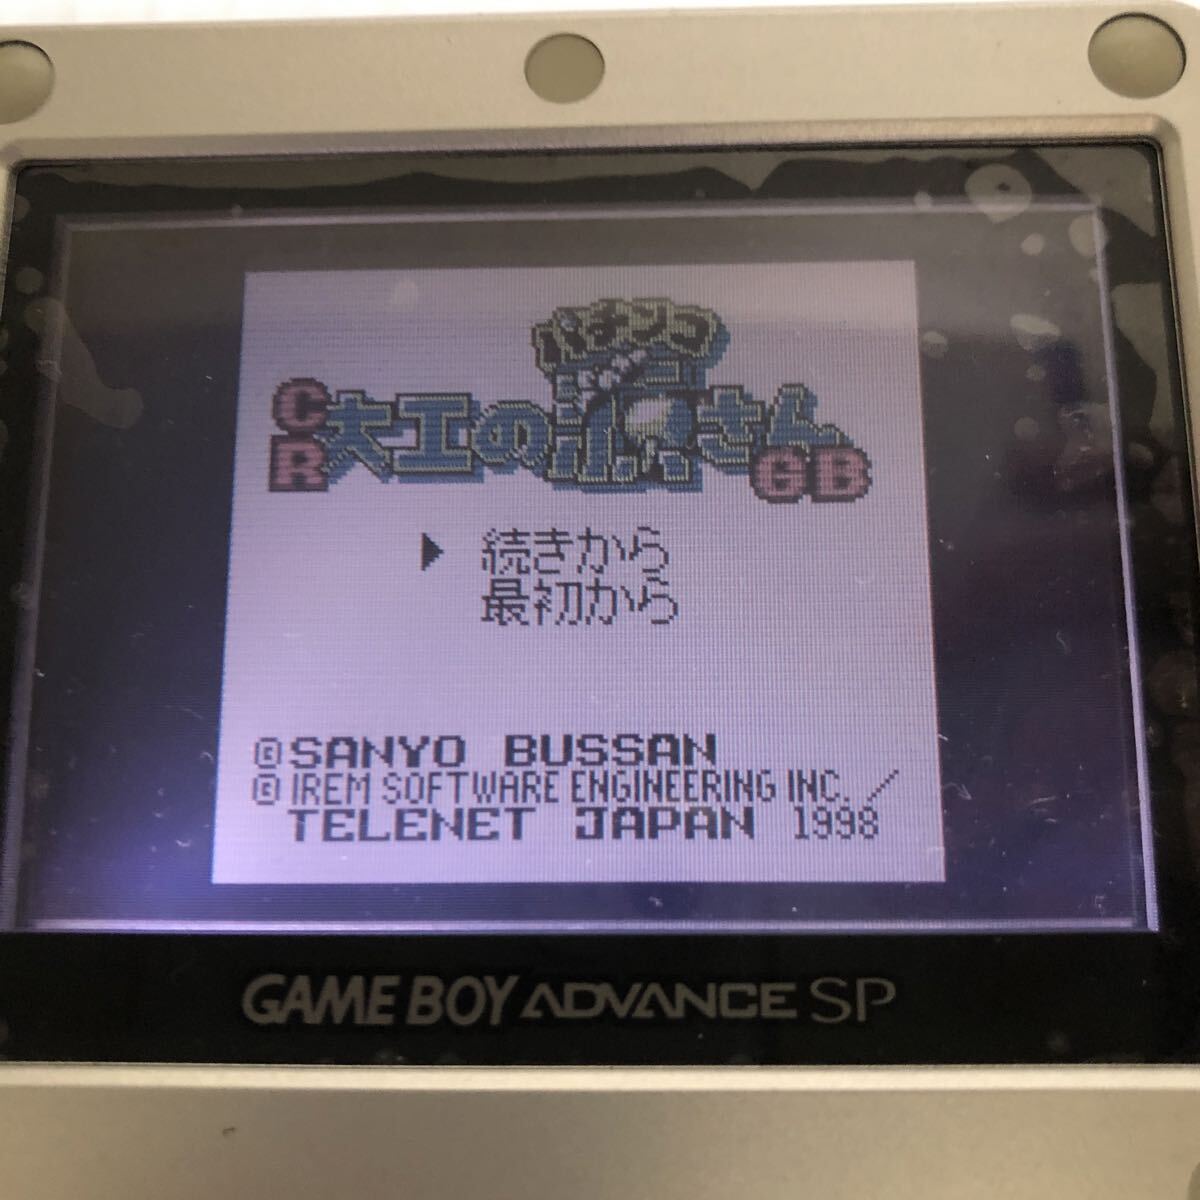 パチンコ
CR大工の源さんGB
続きから
最初から
©SANYO BUSSAN
©IREM SOFTWARE ENGINEERING INC./
TELENET JAPAN 1998
GAME BOY ADVANCE SP